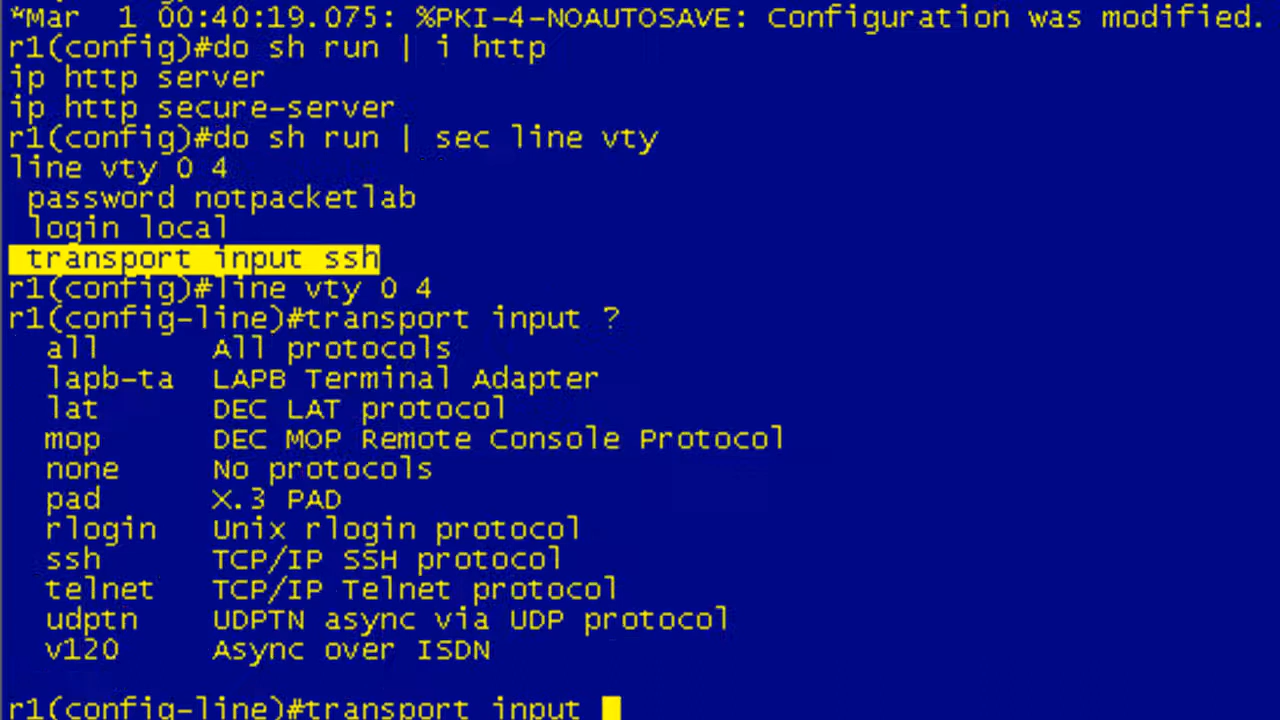 *Mar  1 00:40:19.075: %PKI-4-NOAUTOSAVE: Configuration was modified.
r1(config)#do sh run | i http
ip http server
ip http secure-server
r1(config)#do sh run | sec line vty
line vty 0 4
 password notpacketlab
 login local
 transport input ssh
r1(config)#line vty 0 4
r1(config-line)#transport input ?
  all      All protocols
  lapb-ta  LAPB Terminal Adapter
  lat      DEC LAT protocol
  mop      DEC MOP Remote Console Protocol
  none     No protocols
  pad      X.3 PAD
  rlogin   Unix rlogin protocol
  ssh      TCP/IP SSH protocol
  telnet   TCP/IP Telnet protocol
  udptn    UDPTN async via UDP protocol
  v120     Async over ISDN
r1(config-line)#transport input